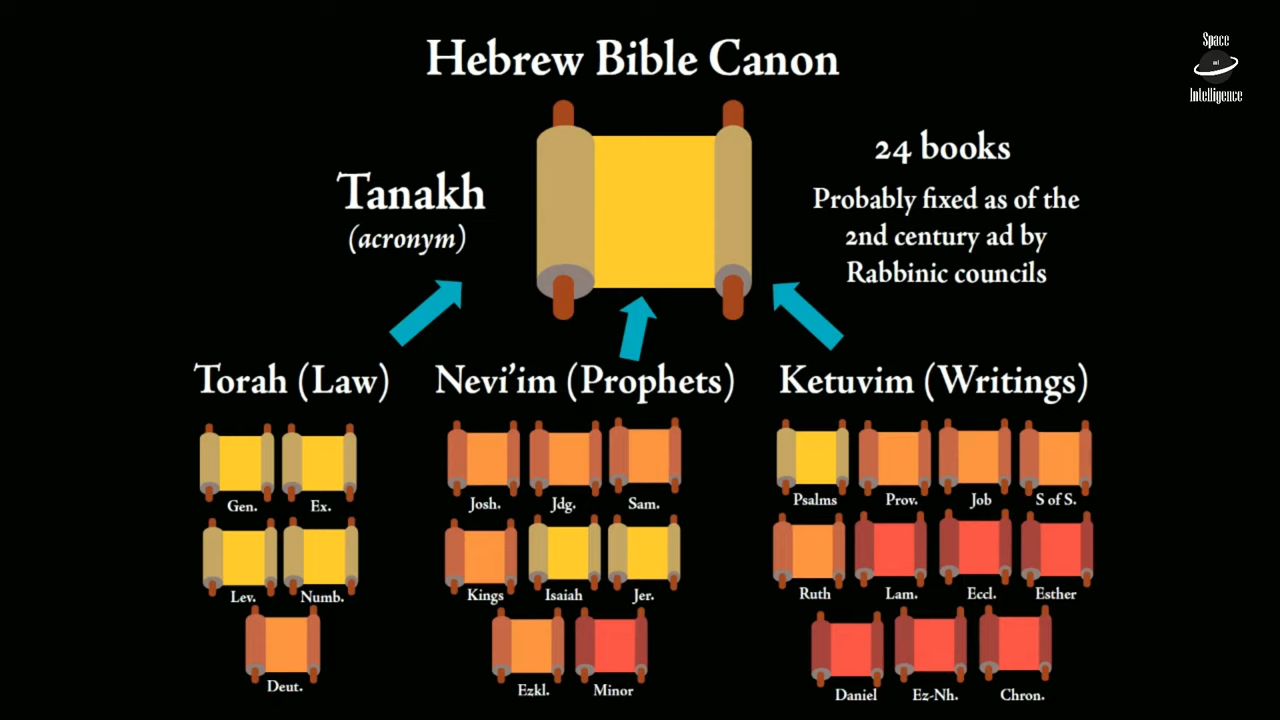 Hebrew Bible Canon
Space
and
Intelligence
Tanakh
(acronym)
24 books
Probably fixed as of the
2nd century ad by
Rabbinic councils
Torah (Law)
Nevi'im (Prophets)
Ketuvim (Writings)
Gen. Ex.
Lev. Numb.
Deut.
Josh. Jdg. Sam.
Kings Isaiah Jer.
Ezkl. Minor
Psalms Prov. Job S of S.
Ruth Lam. Eccl. Esther
Daniel Ez-Nh. Chron.